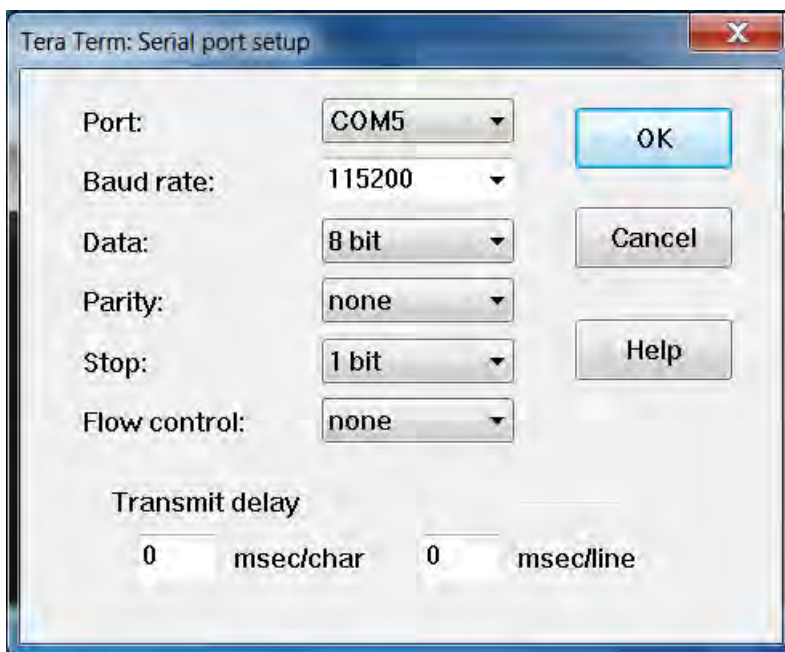 Tera Term: Serial port setup
Port: COM5
OK
Baud rate: 115200
Data: 8 bit
Cancel
Parity: none
Stop: 1 bit
Help
Flow control: none
Transmit delay
0 msec/char 0 msec/line